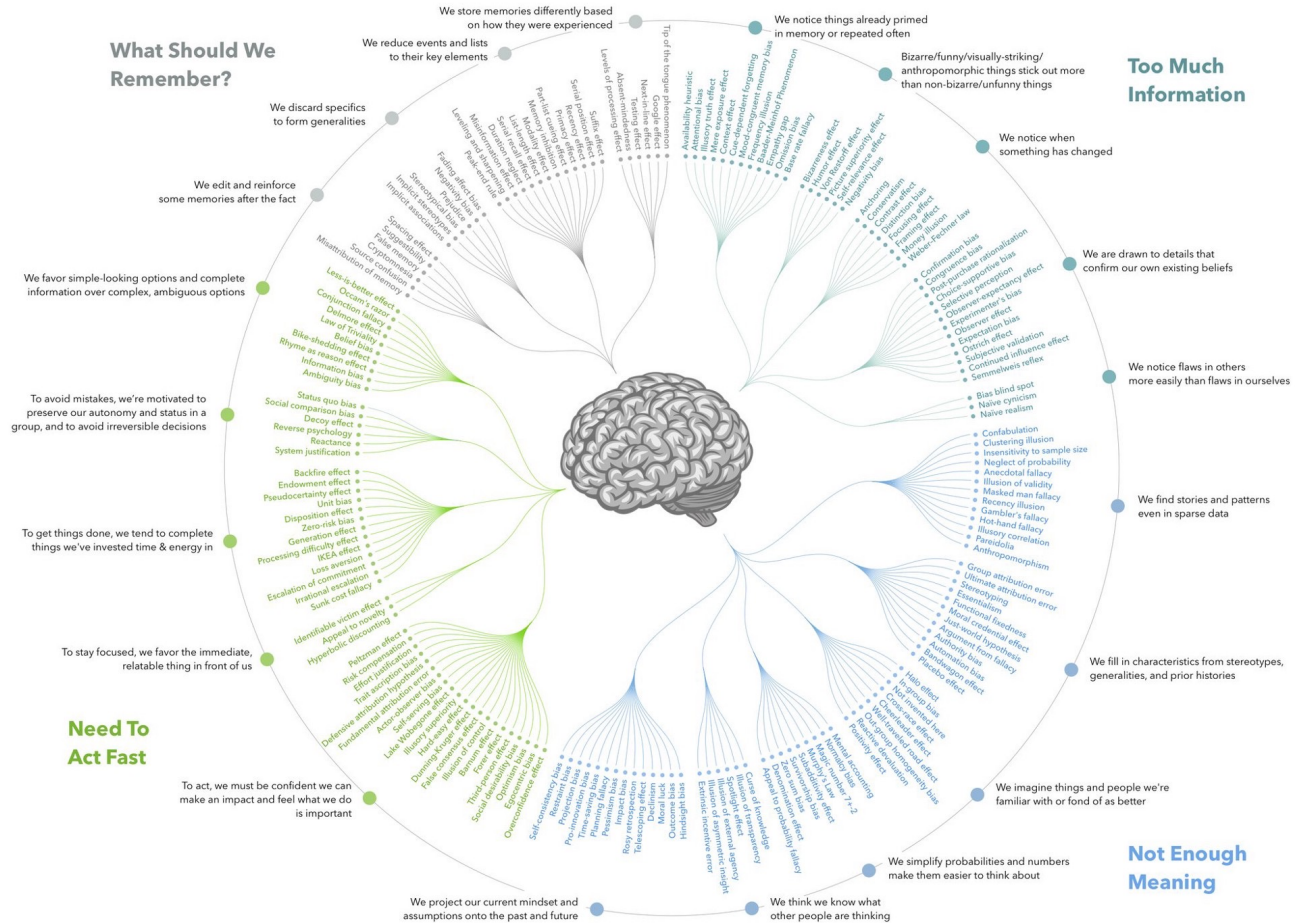 What Should We
Remember?
We store memories differently based
on how they were experienced
We reduce events and lists
to their key elements
We discard specifics
to form generalities
We edit and reinforce
some memories after the fact
Tip of the tongue phenomenon
Google effect
Next-in-line effect
Testing effect
Absent-mindedness
Levels of processing effect
Suffix effect
Serial position effect
Recency effect
Primacy effect
Part-list cueing effect
Memory inhibition
Modality effect
List-length effect
Serial recall effect
Duration neglect
Misinformation effect
Leveling and sharpening
Peak-end rule
Fading affect bias
Negativity bias
Prejudice
Stereotypical bias
Implicit stereotypes
Implicit associations
Spacing effect
Suggestibility
False memory
Cryptomnesia
Source confusion
Misattribution of memory
Too Much
Information
We notice things already primed
in memory or repeated often
Availability heuristic
Attentional bias
Illusory truth effect
Mere exposure effect
Context effect
Cue-dependent forgetting
Mood-congruent memory bias
Frequency illusion
Baader-Meinhof Phenomenon
Empathy gap
Omission bias
Base rate fallacy
Bizarre/funny/visually-striking/
anthropomorphic things stick out more
than non-bizarre/unfunny things
Bizarreness effect
Humor effect
Von Restorff effect
Picture superiority effect
Self-relevance effect
Negativity bias
We notice when
something has changed
Anchoring
Conservatism
Contrast effect
Distinction bias
Focusing effect
Framing effect
Money illusion
Weber-Fechner law
We are drawn to details that
confirm our own existing beliefs
Confirmation bias
Congruence bias
Post-purchase rationalization
Choice-supportive bias
Selective perception
Observer-expectancy effect
Experimenter's bias
Observer effect
Expectation bias
Ostrich effect
Subjective validation
Continued influence effect
Semmelweis reflex
We notice flaws in others
more easily than flaws in ourselves
Bias blind spot
Naïve cynicism
Naïve realism
We find stories and patterns
even in sparse data
Confabulation
Clustering illusion
Insensitivity to sample size
Neglect of probability
Anecdotal fallacy
Illusion of validity
Masked man fallacy
Recency illusion
Gambler's fallacy
Hot-hand fallacy
Illusory correlation
Pareidolia
Anthropomorphism
We fill in characteristics from stereotypes,
generalities, and prior histories
Group attribution error
Ultimate attribution error
Stereotyping
Essentialism
Functional fixedness
Moral credential effect
Just-world hypothesis
Argument from fallacy
Authority bias
Automation bias
Bandwagon effect
Placebo effect
We imagine things and people we're
familiar with or fond of as better
Halo effect
In-group bias
Not invented here
Cross-race effect
Cheerleader effect
Well-traveled road effect
Out-group homogeneity bias
Reactive devaluation
Positivity effect
We simplify probabilities and numbers
make them easier to think about
Mental accounting
Normalcy bias
Magic number 7+-2
Murphy's Law
Subadditivity effect
Survivorship bias
Zero sum bias
Denomination effect
Appeal to probability fallacy
We think we know what
other people are thinking
Curse of knowledge
Illusion of transparency
Spotlight effect
Illusion of external agency
Illusion of asymmetric insight
Extrinsic incentive error
Not Enough
Meaning
We project our current mindset and
assumptions onto the past and future
Hindsight bias
Outcome bias
Moral luck
Declinism
Telescoping effect
Rosy retrospection
Impact bias
Pessimism bias
Planning fallacy
Time-saving bias
Pro-innovation bias
Projection bias
Restraint bias
Self-consistency bias
We favor simple-looking options and complete
information over complex, ambiguous options
Less-is-better effect
Occam's razor
Conjunction fallacy
Delmore effect
Law of Triviality
Belief bias
Bike-shedding effect
Rhyme as reason effect
Information bias
Ambiguity bias
To avoid mistakes, we're motivated to
preserve our autonomy and status in a
group, and to avoid irreversible decisions
Status quo bias
Social comparison bias
Decoy effect
Reverse psychology
Reactance
System justification
To get things done, we tend to complete
things we've invested time & energy in
Backfire effect
Endowment effect
Pseudocertainty effect
Unit bias
Disposition effect
Zero-risk bias
Generation effect
Processing difficulty effect
IKEA effect
Loss aversion
Escalation of commitment
Irrational escalation
Sunk cost fallacy
To stay focused, we favor the immediate,
relatable thing in front of us
Identifiable victim effect
Appeal to novelty
Hyperbolic discounting
Need To
Act Fast
To act, we must be confident we can
make an impact and feel what we do
is important
Peltzman effect
Risk compensation
Effort justification
Trait ascription bias
Defensive attribution hypothesis
Fundamental attribution error
Actor-observer bias
Self-serving bias
Lake Wobegone effect
Illusory superiority
Hard-easy effect
Dunning-Kruger effect
False consensus effect
Illusion of control
Barnum effect
Forer effect
Third-person effect
Social desirability bias
Optimism bias
Egocentric bias
Overconfidence effect